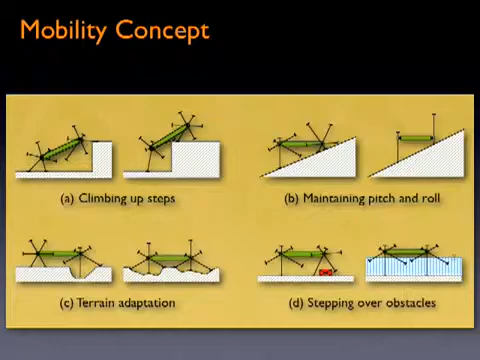 Mobility Concept
(a) Climbing up steps
(b) Maintaining pitch and roll
(c) Terrain adaptation
(d) Stepping over obstacles